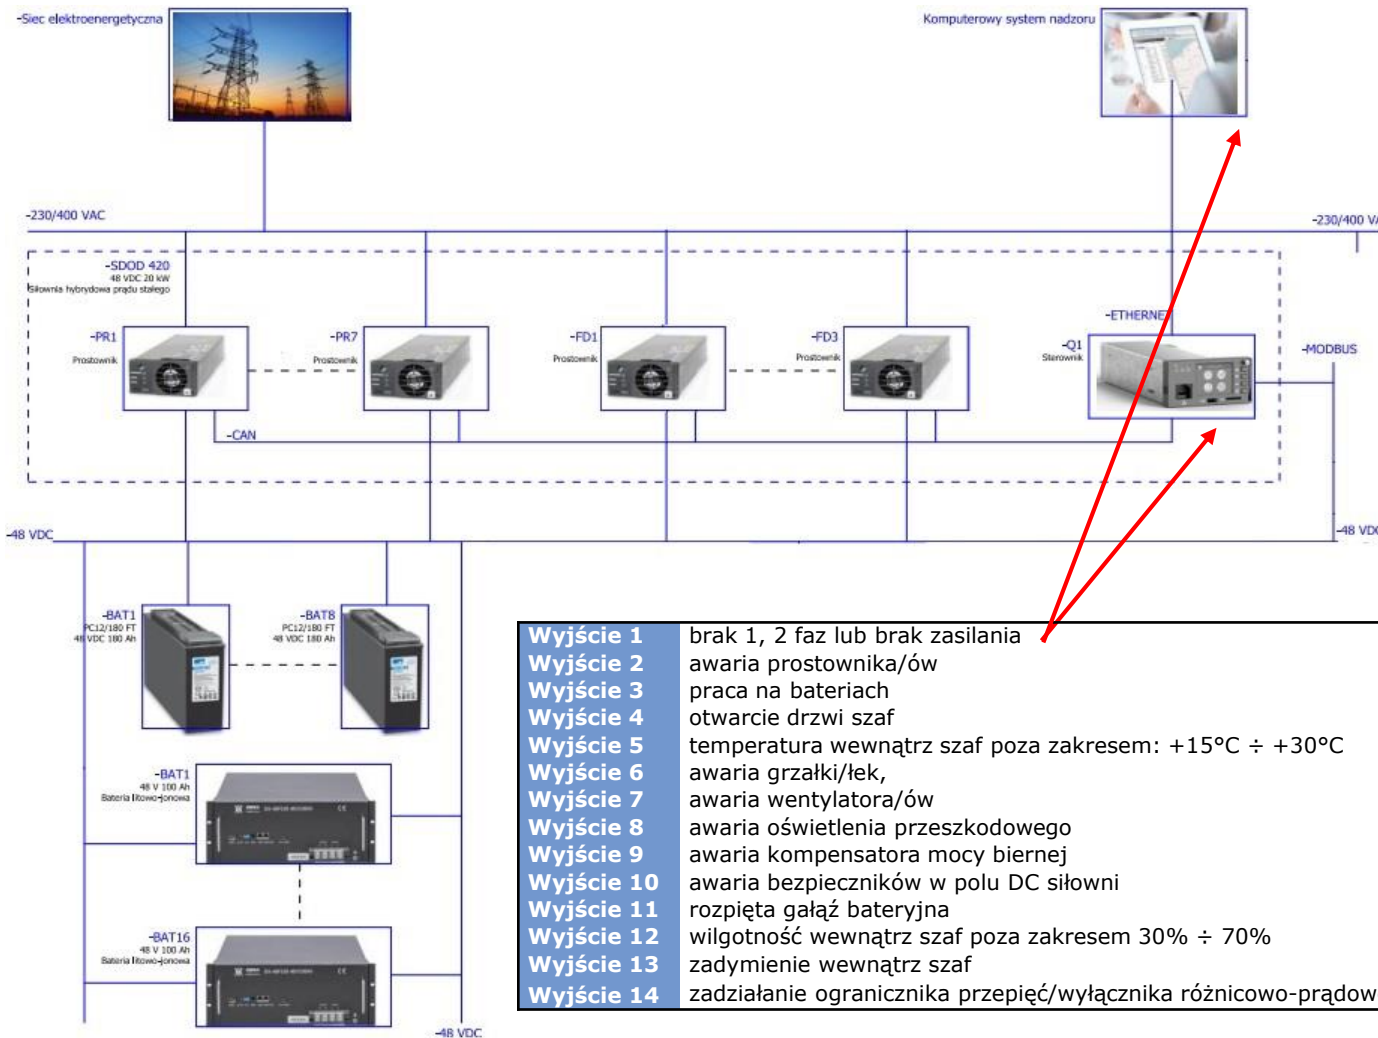 -Siec elektroenergetyczna
Komputerowy system nadzoru
-230/400 VAC
-230/400 VA
-SDOD 420
48 VDC 20 kW
Siłownia hybrydowa prądu stałego
-ETHERNET
-PR1
Prostownik
-PR7
Prostownik
-FD1
Prostownik
-FD3
Prostownik
-Q1
Sterownik
-MODBUS
-CAN
-48 VDC
-48 VDC
-BAT1
PC12/180 FT
48 VDC 180 Ah
-BAT8
PC12/180 FT
48 VDC 180 Ah
-BAT1
48 V 100 Ah
Bateria litowo-jonowa
-BAT16
48 V 100 Ah
Bateria litowo-jonowa
-48 VDC
Wyjście 1 brak 1, 2 faz lub brak zasilania
Wyjście 2 awaria prostownika/ów
Wyjście 3 praca na bateriach
Wyjście 4 otwarcie drzwi szaf
Wyjście 5 temperatura wewnątrz szaf poza zakresem: +15°C ÷ +30°C
Wyjście 6 awaria grzałki/łek,
Wyjście 7 awaria wentylatora/ów
Wyjście 8 awaria oświetlenia przeszkodowego
Wyjście 9 awaria kompensatora mocy biernej
Wyjście 10 awaria bezpieczników w polu DC siłowni
Wyjście 11 rozpięta gałąź bateryjna
Wyjście 12 wilgotność wewnątrz szaf poza zakresem 30% ÷ 70%
Wyjście 13 zadymienie wewnątrz szaf
Wyjście 14 zadziałanie ogranicznika przepięć/wyłącznika różnicowo-prądow